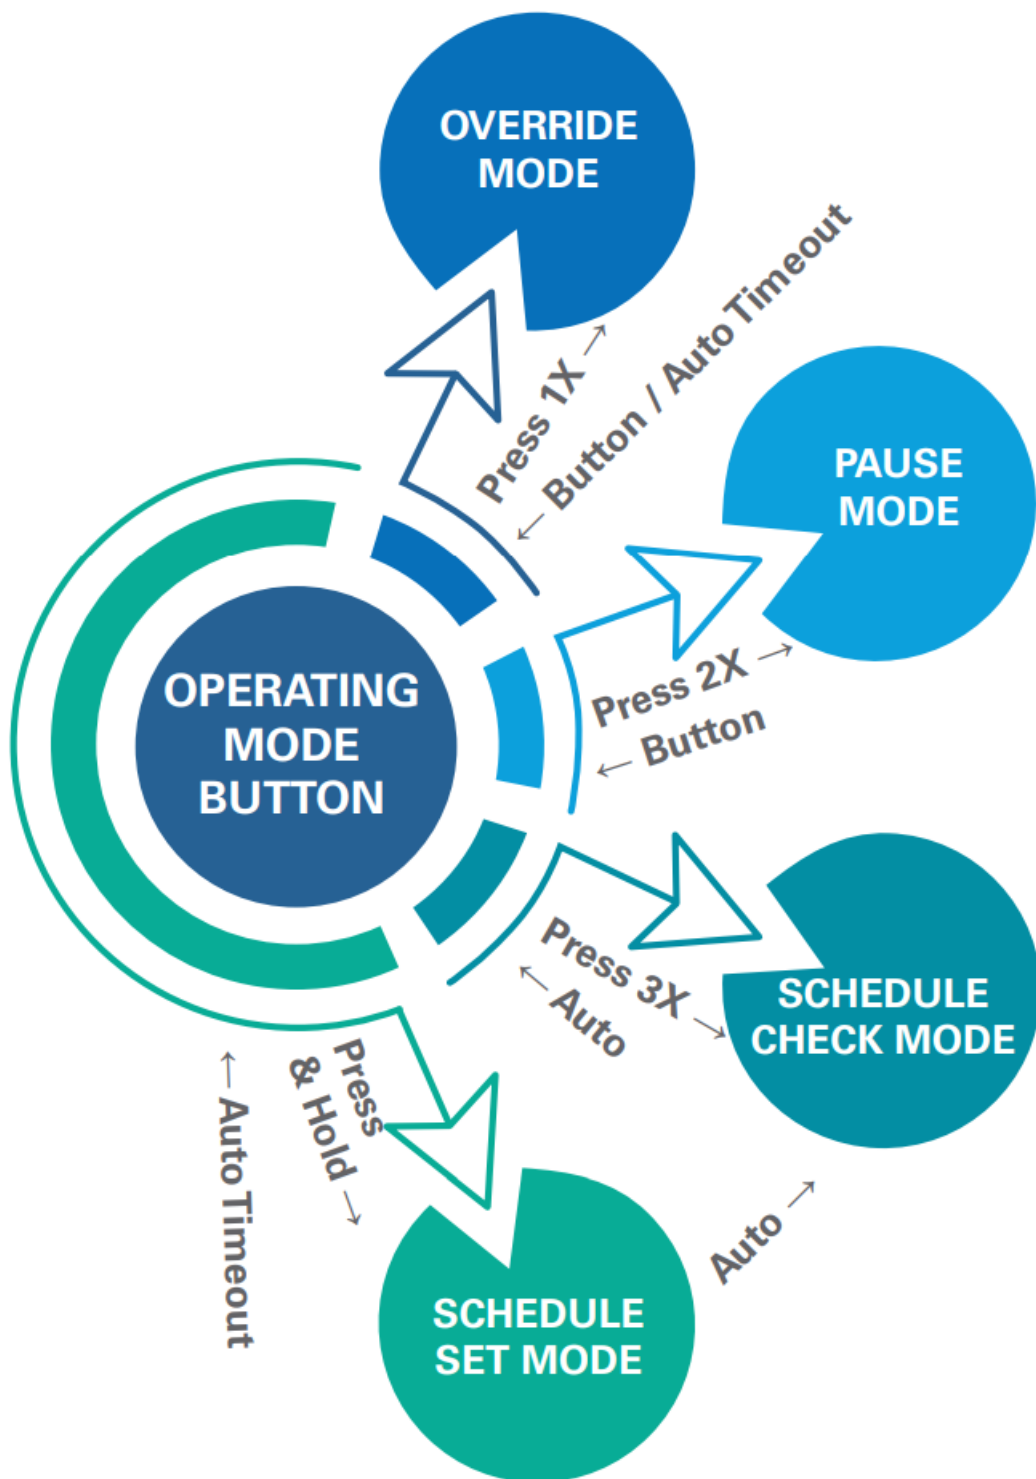 OVERRIDE
MODE
Press 1X →
← Button / Auto Timeout
PAUSE
MODE
Press 2X →
← Button
OPERATING
MODE
BUTTON
Press 3X →
← Auto
SCHEDULE
CHECK MODE
Press
& Hold →
← Auto Timeout
Auto →
SCHEDULE
SET MODE